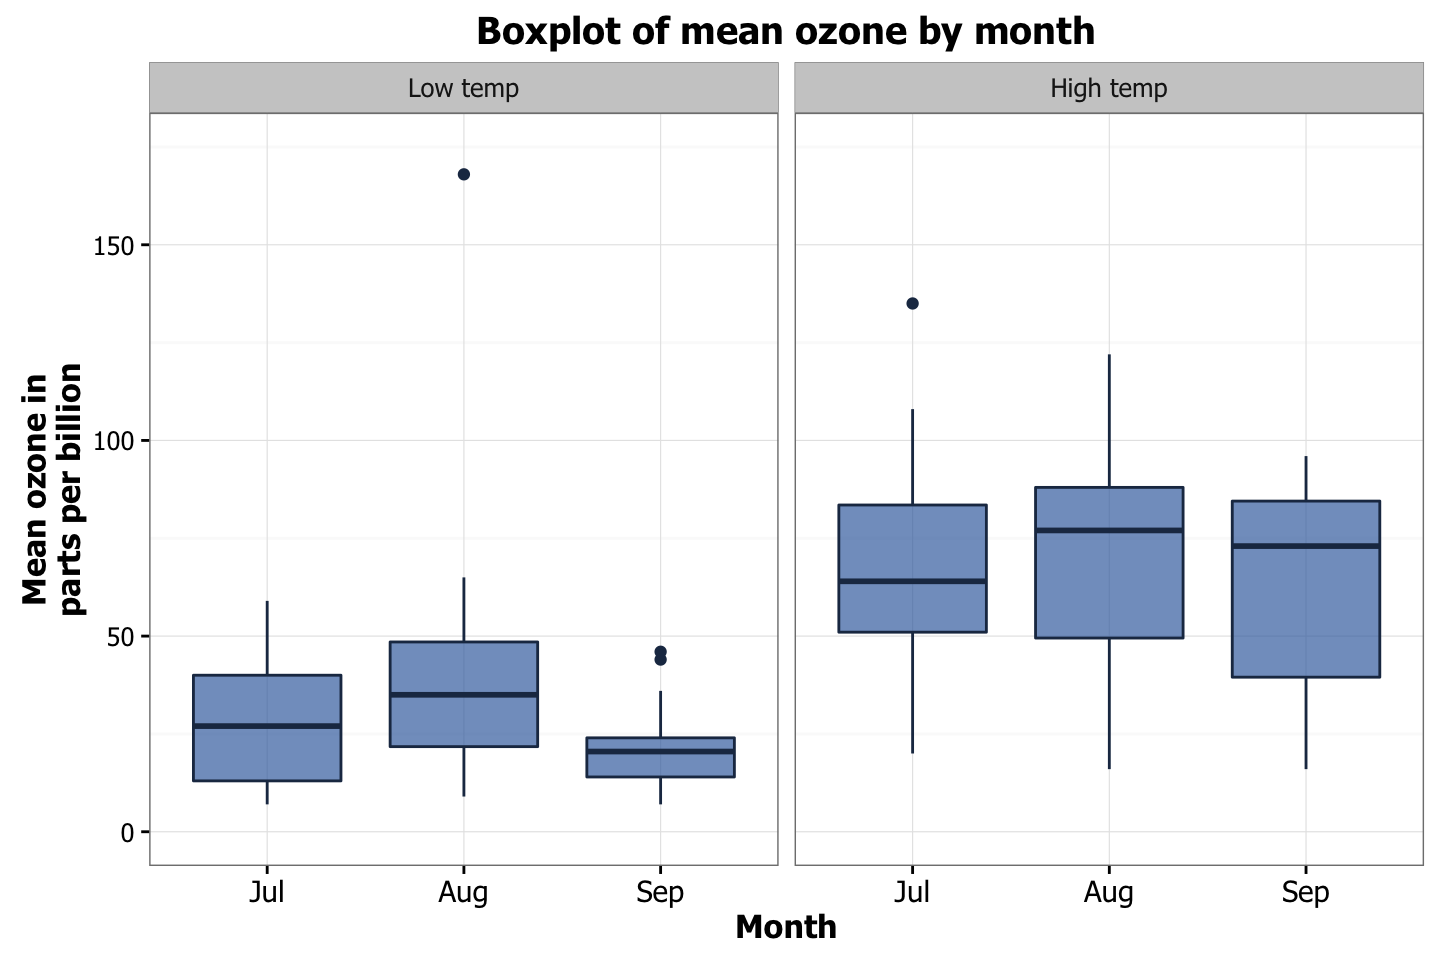 Boxplot of mean ozone by month
Low temp
High temp
Mean ozone in
parts per billion
150
100
50
0
Jul Aug Sep
Jul Aug Sep
Month